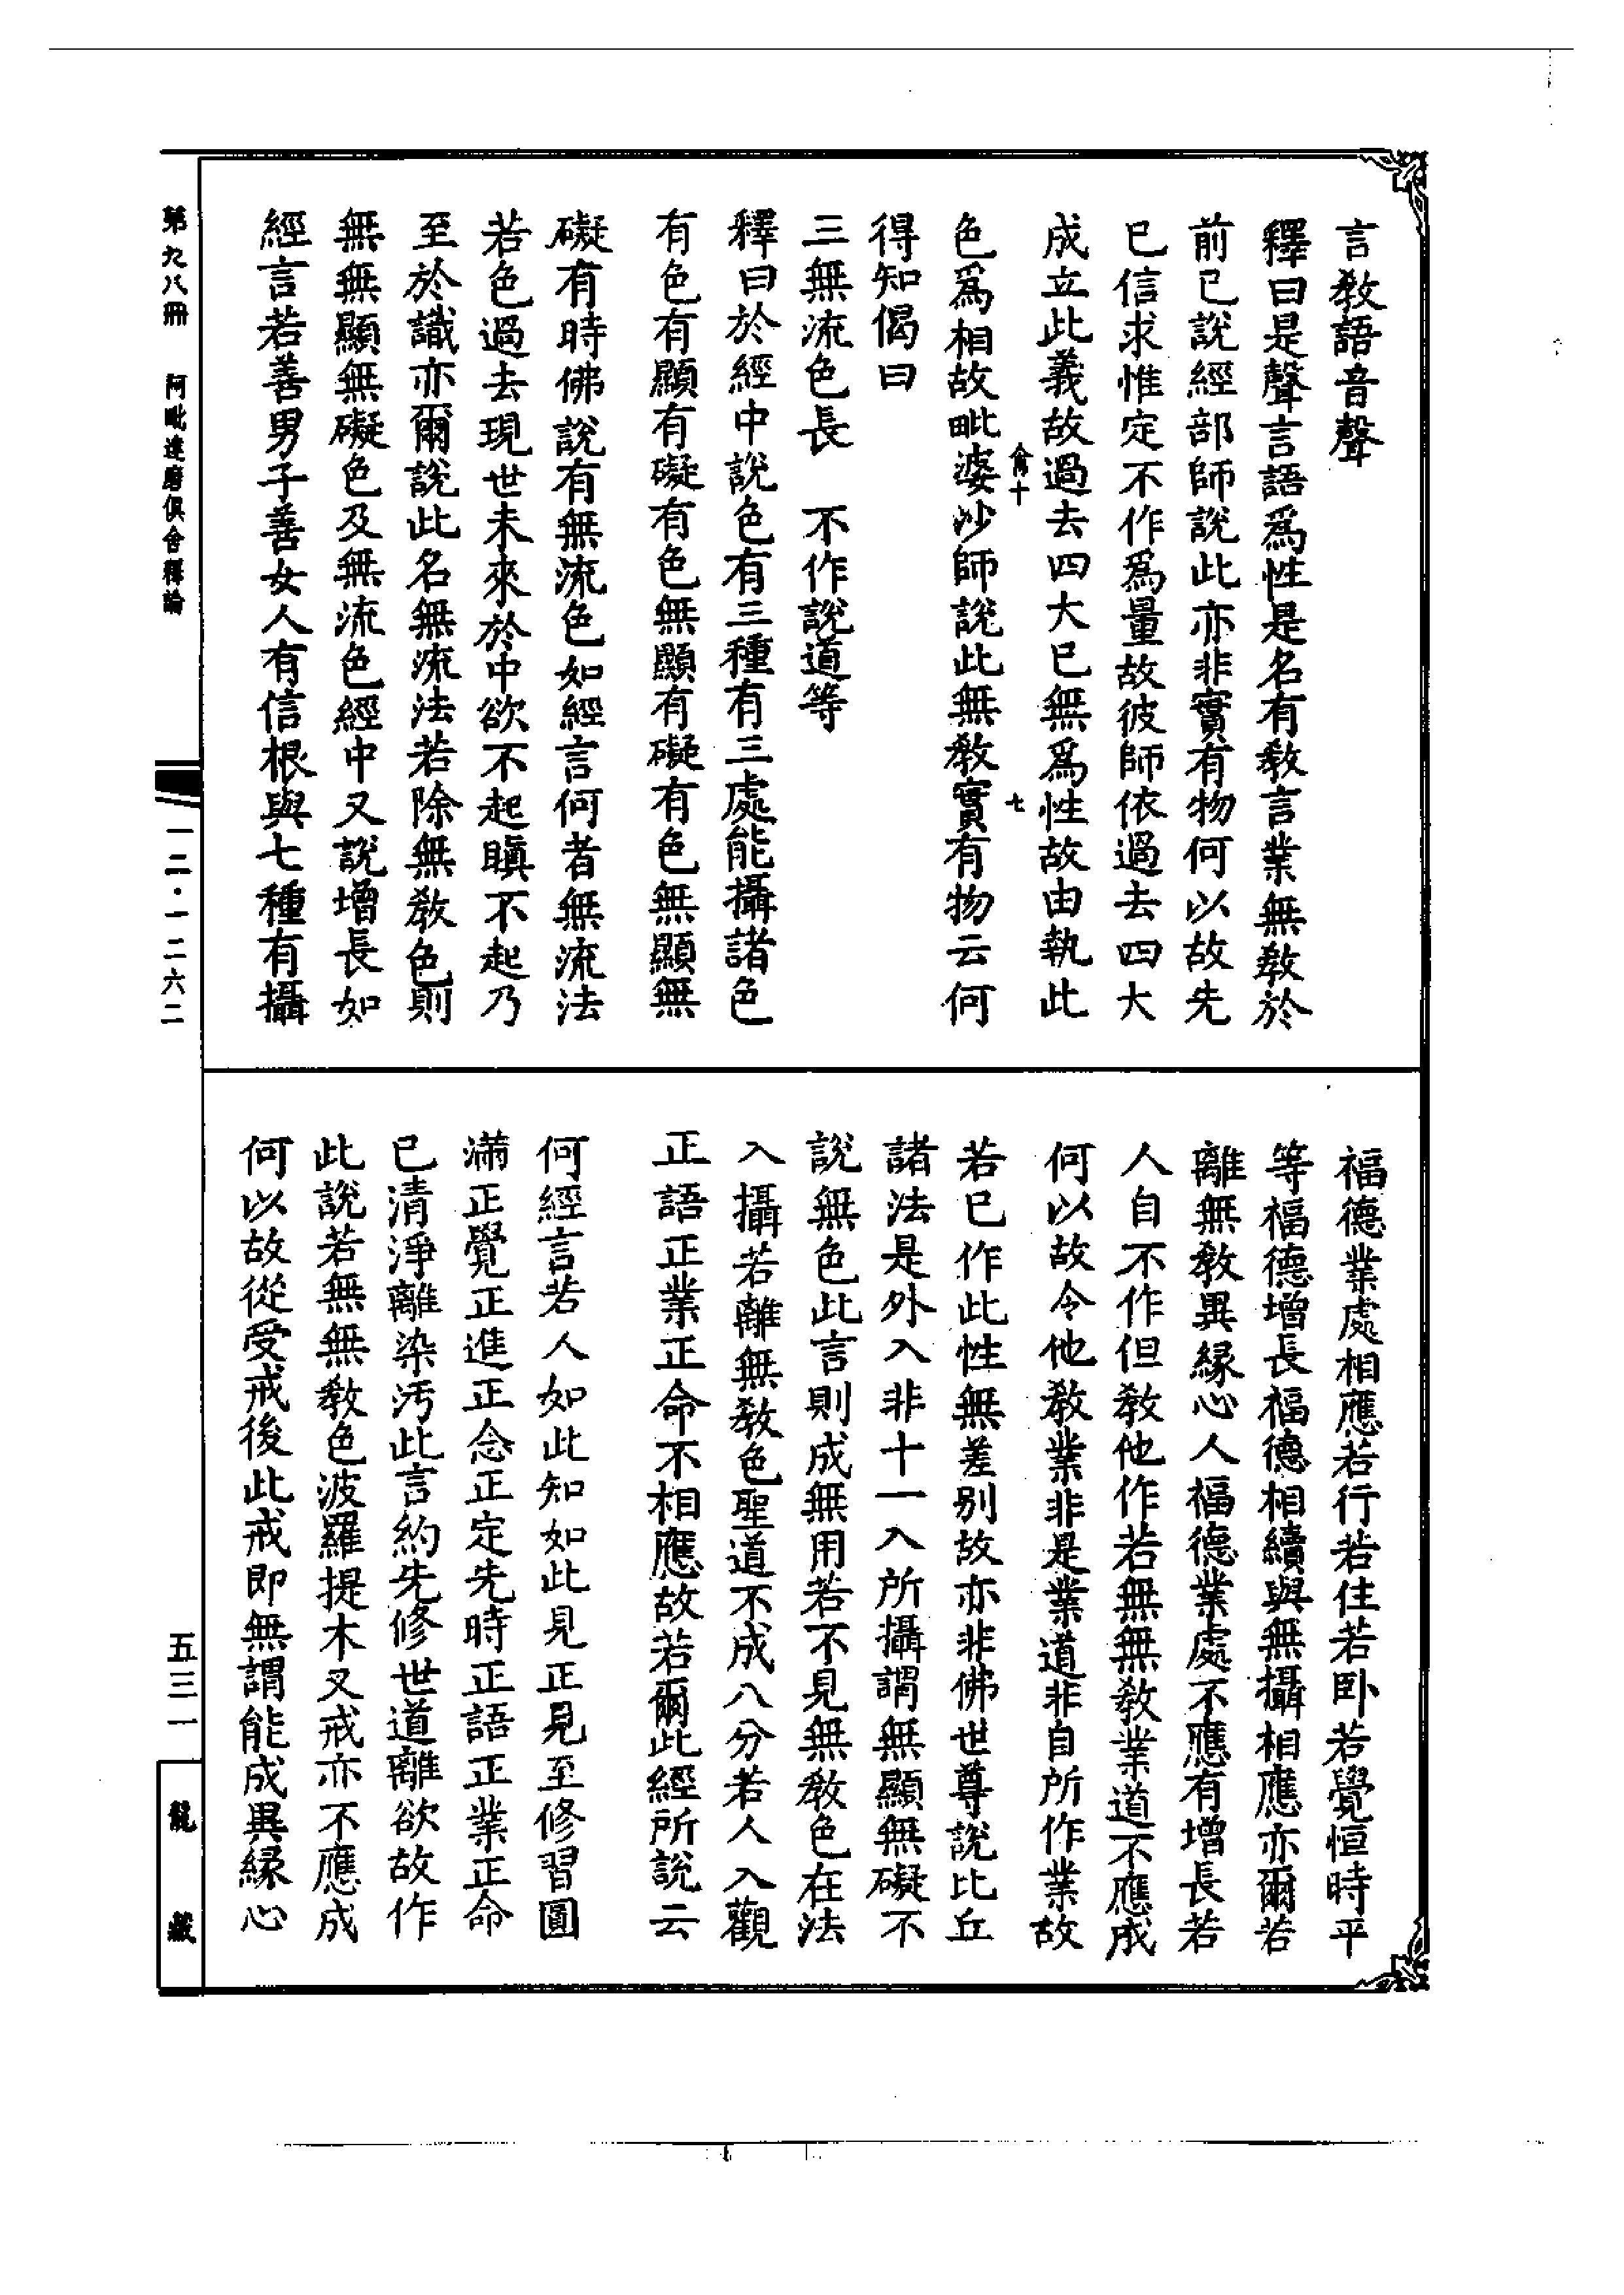 言教語音聲
釋曰是聲言語爲性是名有教言業無教於
前已說經部師說此亦非實有物何以故先
已信求惟定不作爲量故彼師依過去四大
成立此義故過去四大已無爲性故由執此
七
色爲相故毗婆沙師說此無教實有物云何
得知偈曰
三無流色長　不作說道等
釋曰於經中說色有三種有三處能攝諸色
有色有顯有礙有色無顯有礙有色無顯無
礙有時佛說有無流色如經言何者無流法
若色過去現世未來於中欲不起瞋不起乃
至於識亦爾說此名無流法若除無教色則
無無顯無礙色及無流色經中又說增長如
經言若善男子善女人有信根與七種有攝
福德業處相應若行若住若卧若覺恒時平
等福德增長福德相續與無攝相應亦爾若
離無教異緣心人福德業處不應有增長若
人自不作但教他作若無無教業道不應成
何以故令他教業非是業道非自所作業故
若已作此性無差別故亦非佛世尊說比丘
諸法是外入非十一入所攝謂無顯無礙不
說無色此言則成無用若不見無教色在法
入攝若離無教色聖道不成八分若人入觀
正語正業正命不相應故若爾此經所說云
何經言若人如此知如此見正見至修習圓
滿正覺正進正念正定先時正語正業正命
已清淨離染汚此言約先修世道離欲故作
此說若無無教色波羅提木叉戒亦不應成
何以故從受戒後此戒即無謂能成異緣心
第九八冊　阿毗達磨俱舍釋論
一二·一二六二
五三一
龍藏